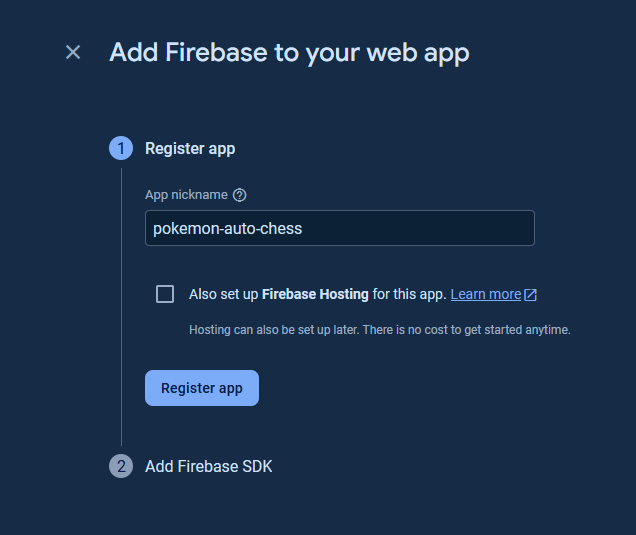 Add Firebase to your web app
1 Register app
App nickname
pokemon-auto-chess
Also set up Firebase Hosting for this app. Learn more
Hosting can also be set up later. There is no cost to get started anytime.
Register app
2 Add Firebase SDK